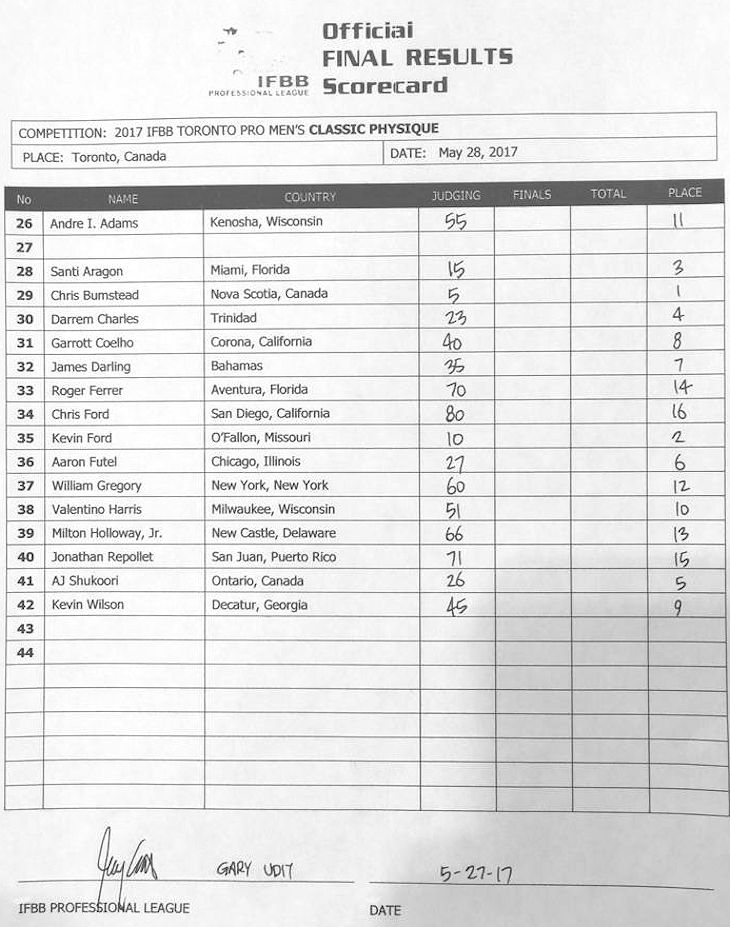 Official
FINAL RESULTS
Scorecard
IFBB
PROFESSIONAL LEAGUE
COMPETITION: 2017 IFBB TORONTO PRO MEN'S CLASSIC PHYSIQUE
PLACE: Toronto, Canada DATE: May 28, 2017
No NAME COUNTRY JUDGING FINALS TOTAL PLACE
26 Andre I. Adams Kenosha, Wisconsin 55 11
27
28 Santi Aragon Miami, Florida 15 3
29 Chris Bumstead Nova Scotia, Canada 5 1
30 Darrem Charles Trinidad 23 4
31 Garrott Coelho Corona, California 40 8
32 James Darling Bahamas 35 7
33 Roger Ferrer Aventura, Florida 70 14
34 Chris Ford San Diego, California 80 16
35 Kevin Ford O'Fallon, Missouri 10 2
36 Aaron Futel Chicago, Illinois 27 6
37 William Gregory New York, New York 60 12
38 Valentino Harris Milwaukee, Wisconsin 51 10
39 Milton Holloway, Jr. New Castle, Delaware 66 13
40 Jonathan Repollet San Juan, Puerto Rico 71 15
41 AJ Shukoori Ontario, Canada 26 5
42 Kevin Wilson Decatur, Georgia 45 9
43
44
GARY UDIT 5-27-17
IFBB PROFESSIONAL LEAGUE DATE